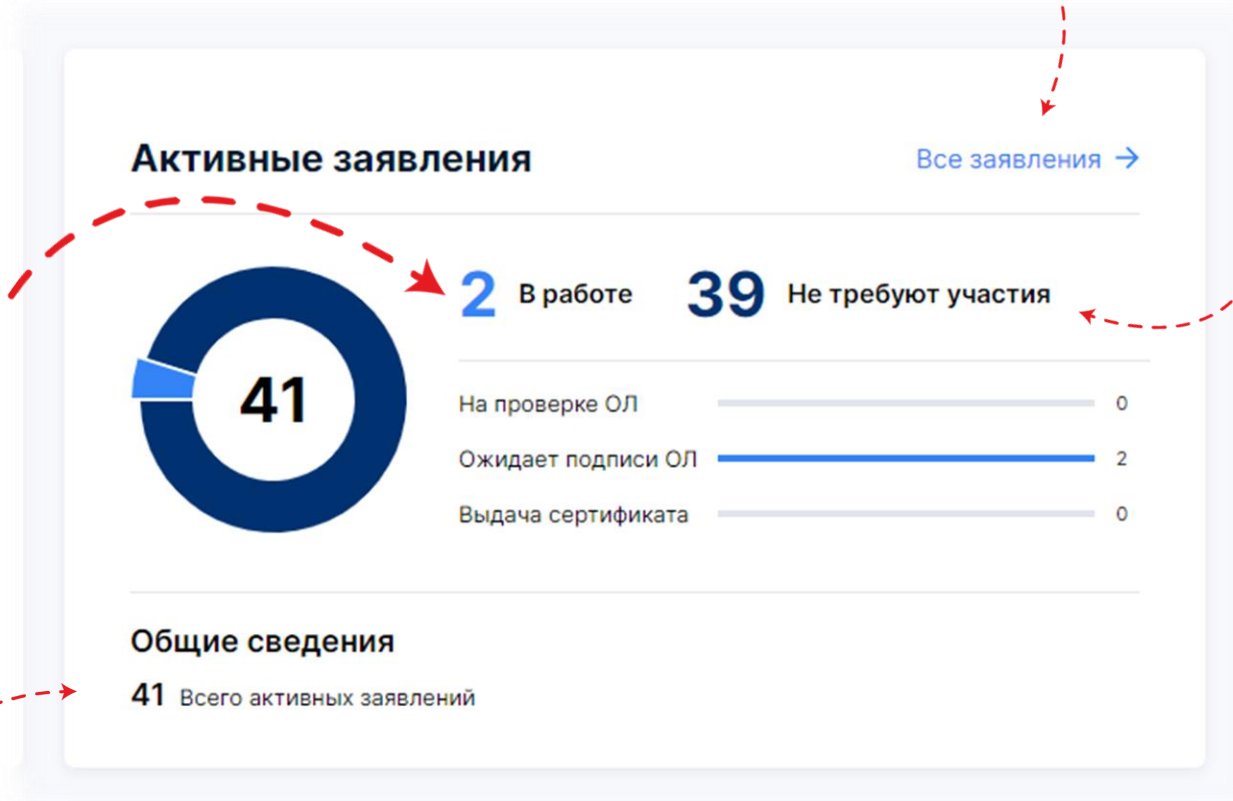 Активные заявления
Все заявления →
41
2 В работе 39 Не требуют участия
На проверке ОЛ 0
Ожидает подписи ОЛ 2
Выдача сертификата 0
Общие сведения
41 Всего активных заявлений